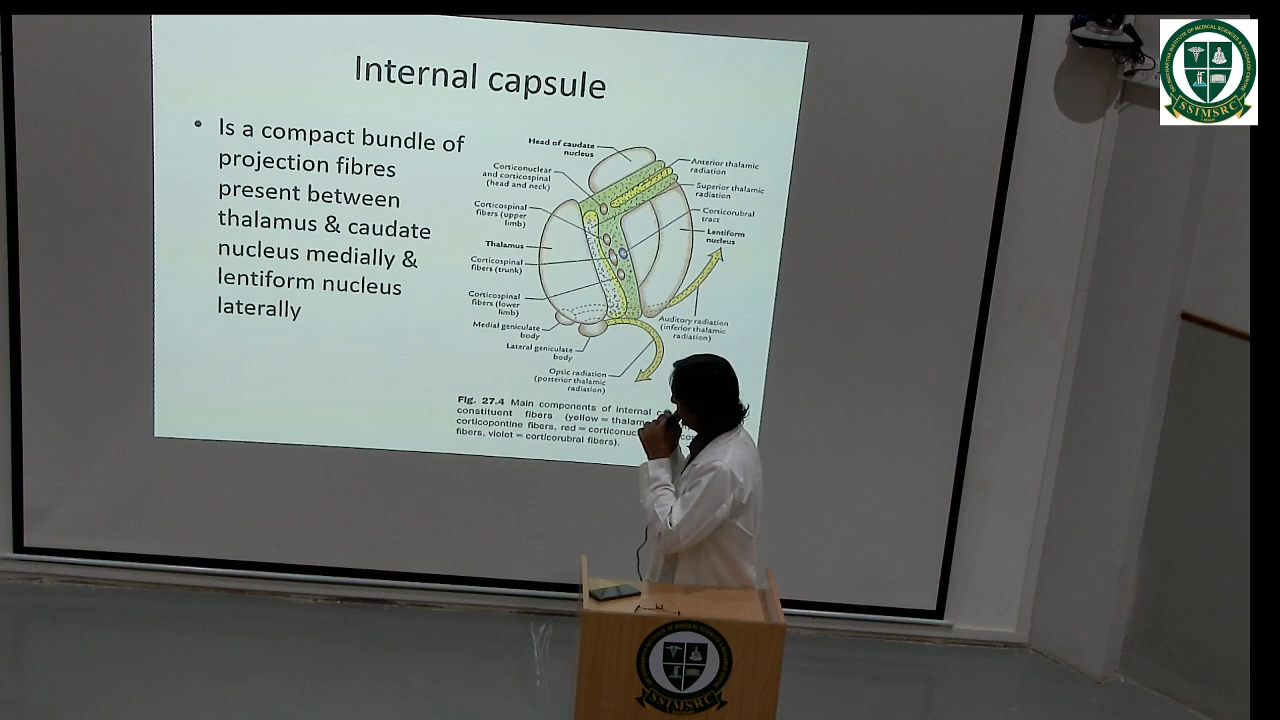 Internal capsule
• Is a compact bundle of
projection fibres
present between
thalamus & caudate
nucleus medially &
lentiform nucleus
laterally
Head of caudate
nucleus
Corticonuclear
and corticospinal
(head and neck)
Corticospinal
fibers (upper
limb)
Thalamus
Corticospinal
fibers (trunk)
Corticospinal
fibers (lower
limb)
Medial geniculate
body
Lateral geniculate
body
Optic radiation
(posterior thalamic
radiation)
Anterior thalamic
radiation
Superior thalamic
radiation
Corticorubral
tract
Lentiform
nucleus
Auditory radiation
(inferior thalamic
radiation)
Fig. 27.4 Main components of internal
constituent fibers (yellow = thalam
corticopontine fibers, red = corticonuc
fibers, violet = corticorubral fibers).
SSIMSRC
SSIMSRC